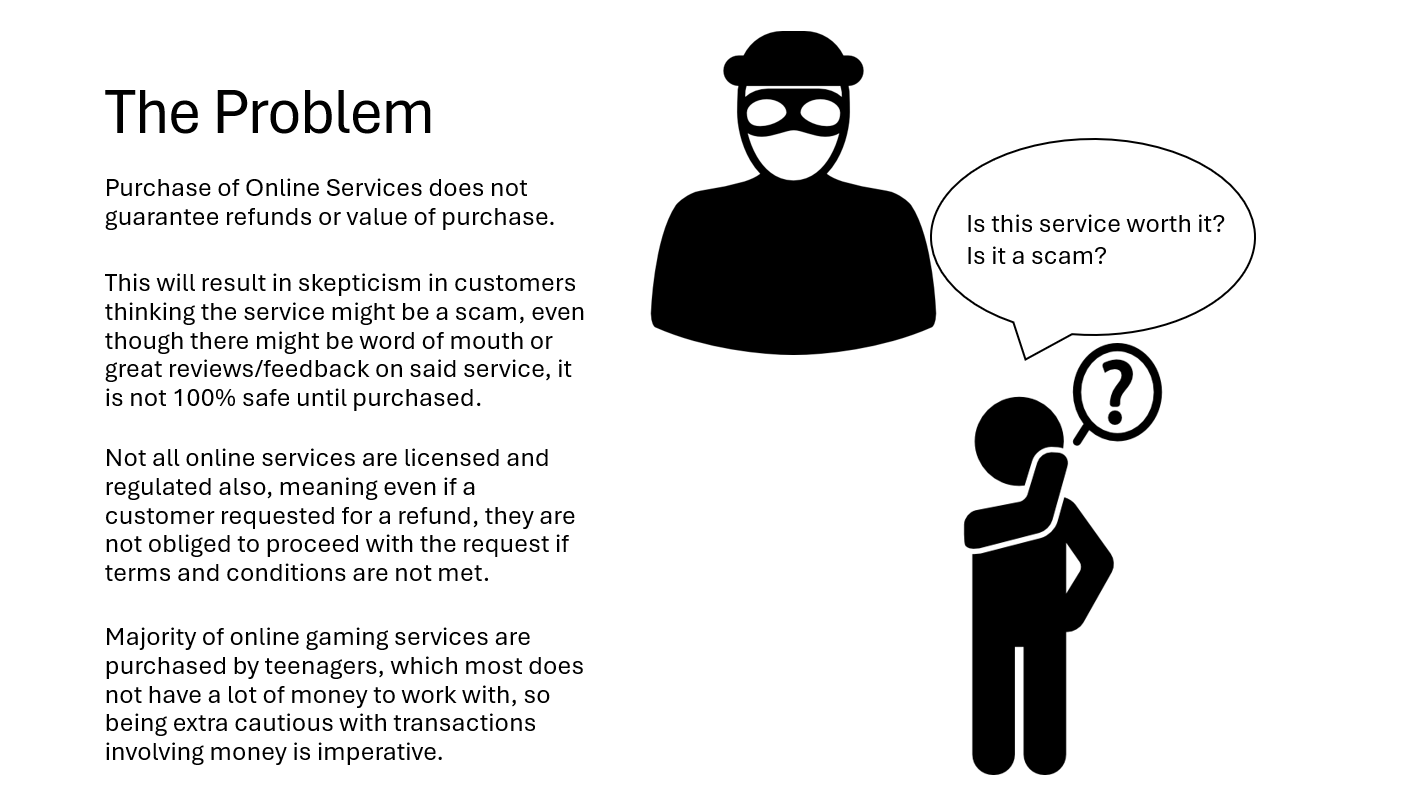 The Problem
Purchase of Online Services does not
guarantee refunds or value of purchase.
This will result in skepticism in customers
thinking the service might be a scam, even
though there might be word of mouth or
great reviews/feedback on said service, it
is not 100% safe until purchased.
Not all online services are licensed and
regulated also, meaning even if a
customer requested for a refund, they are
not obliged to proceed with the request if
terms and conditions are not met.
Majority of online gaming services are
purchased by teenagers, which most does
not have a lot of money to work with, so
being extra cautious with transactions
involving money is imperative.
Is this service worth it?
Is it a scam?
?